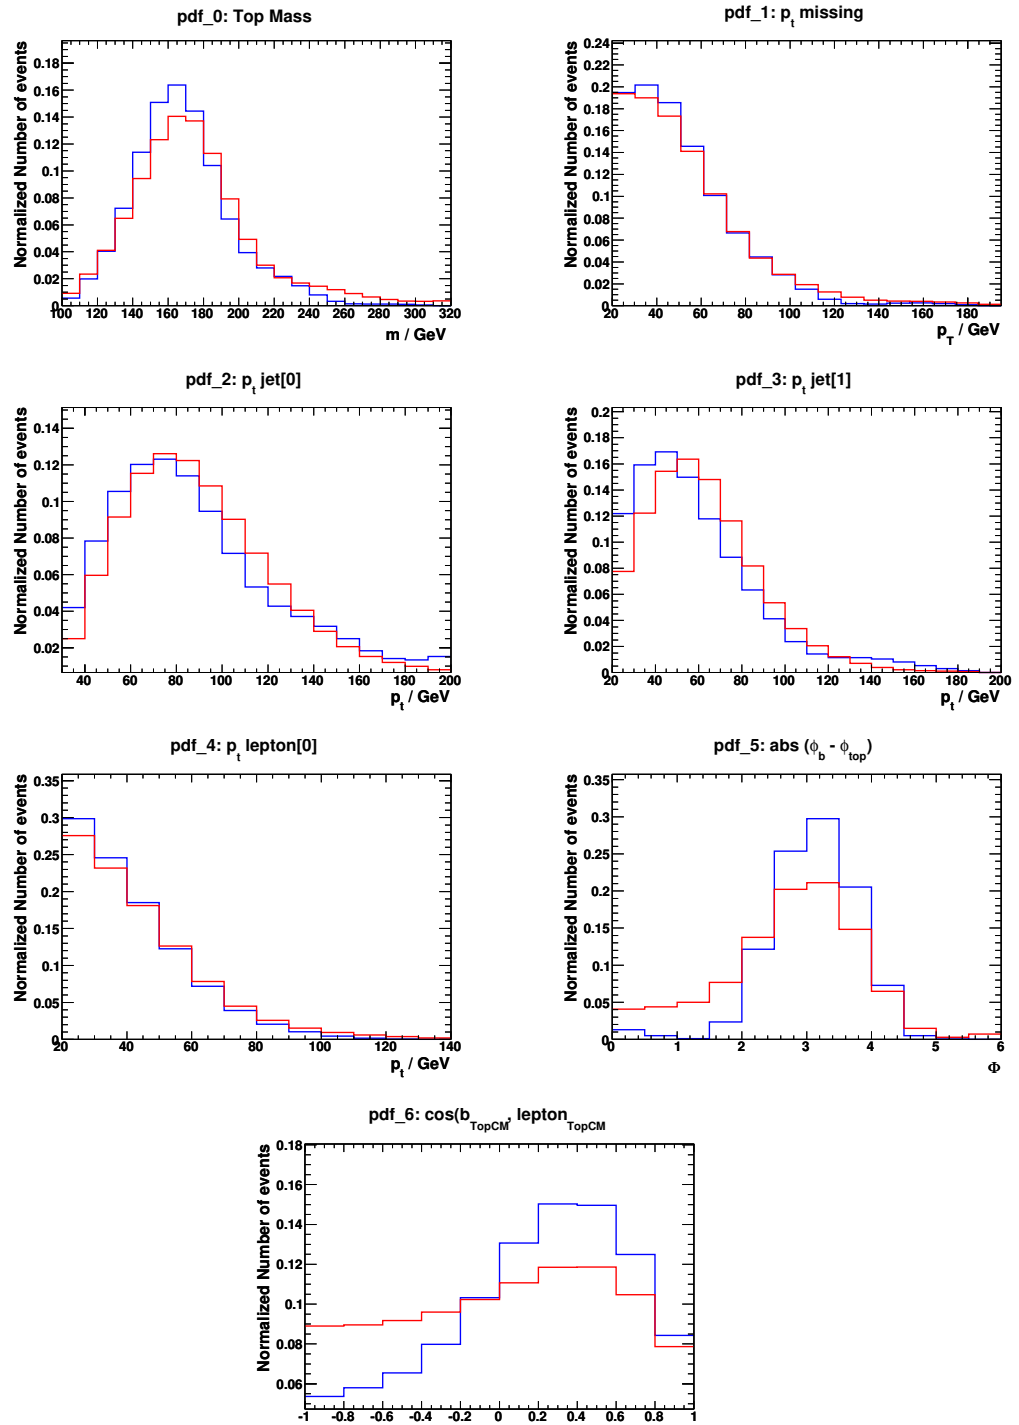 pdf_0: Top Mass
Normalized Number of events
0.18
0.16
0.14
0.12
0.1
0.08
0.06
0.04
0.02
0
100 120 140 160 180 200 220 240 260 280 300 320
m / GeV
pdf_1: p_t missing
Normalized Number of events
0.24
0.22
0.2
0.18
0.16
0.14
0.12
0.1
0.08
0.06
0.04
0.02
0
20 40 60 80 100 120 140 160 180
p_T / GeV
pdf_2: p_t jet[0]
Normalized Number of events
0.14
0.12
0.1
0.08
0.06
0.04
0.02
40 60 80 100 120 140 160 180 200
p_t / GeV
pdf_3: p_t jet[1]
Normalized Number of events
0.2
0.18
0.16
0.14
0.12
0.1
0.08
0.06
0.04
0.02
0
20 40 60 80 100 120 140 160 180 200
p_t / GeV
pdf_4: p_t lepton[0]
Normalized Number of events
0.35
0.3
0.25
0.2
0.15
0.1
0.05
0
20 40 60 80 100 120 140
p_t / GeV
pdf_5: abs (ϕ_b - ϕ_top)
Normalized Number of events
0.35
0.3
0.25
0.2
0.15
0.1
0.05
0
0 1 2 3 4 5 6
Φ
pdf_6: cos(b_TopCM, lepton_TopCM
Normalized Number of events
0.18
0.16
0.14
0.12
0.1
0.08
0.06
-1 -0.8 -0.6 -0.4 -0.2 0 0.2 0.4 0.6 0.8 1